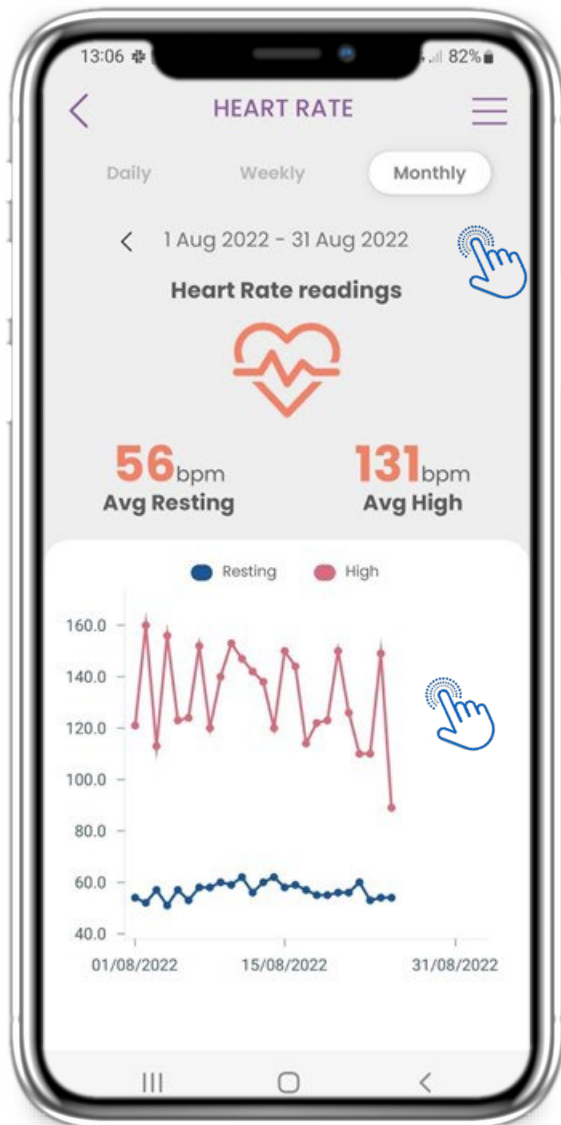 13:06 82%
HEART RATE
Daily Weekly Monthly
1 Aug 2022 - 31 Aug 2022
Heart Rate readings
56bpm 131bpm
Avg Resting Avg High
Resting High
160.0
140.0
120.0
100.0
80.0
60.0
40.0
01/08/2022 15/08/2022 31/08/2022